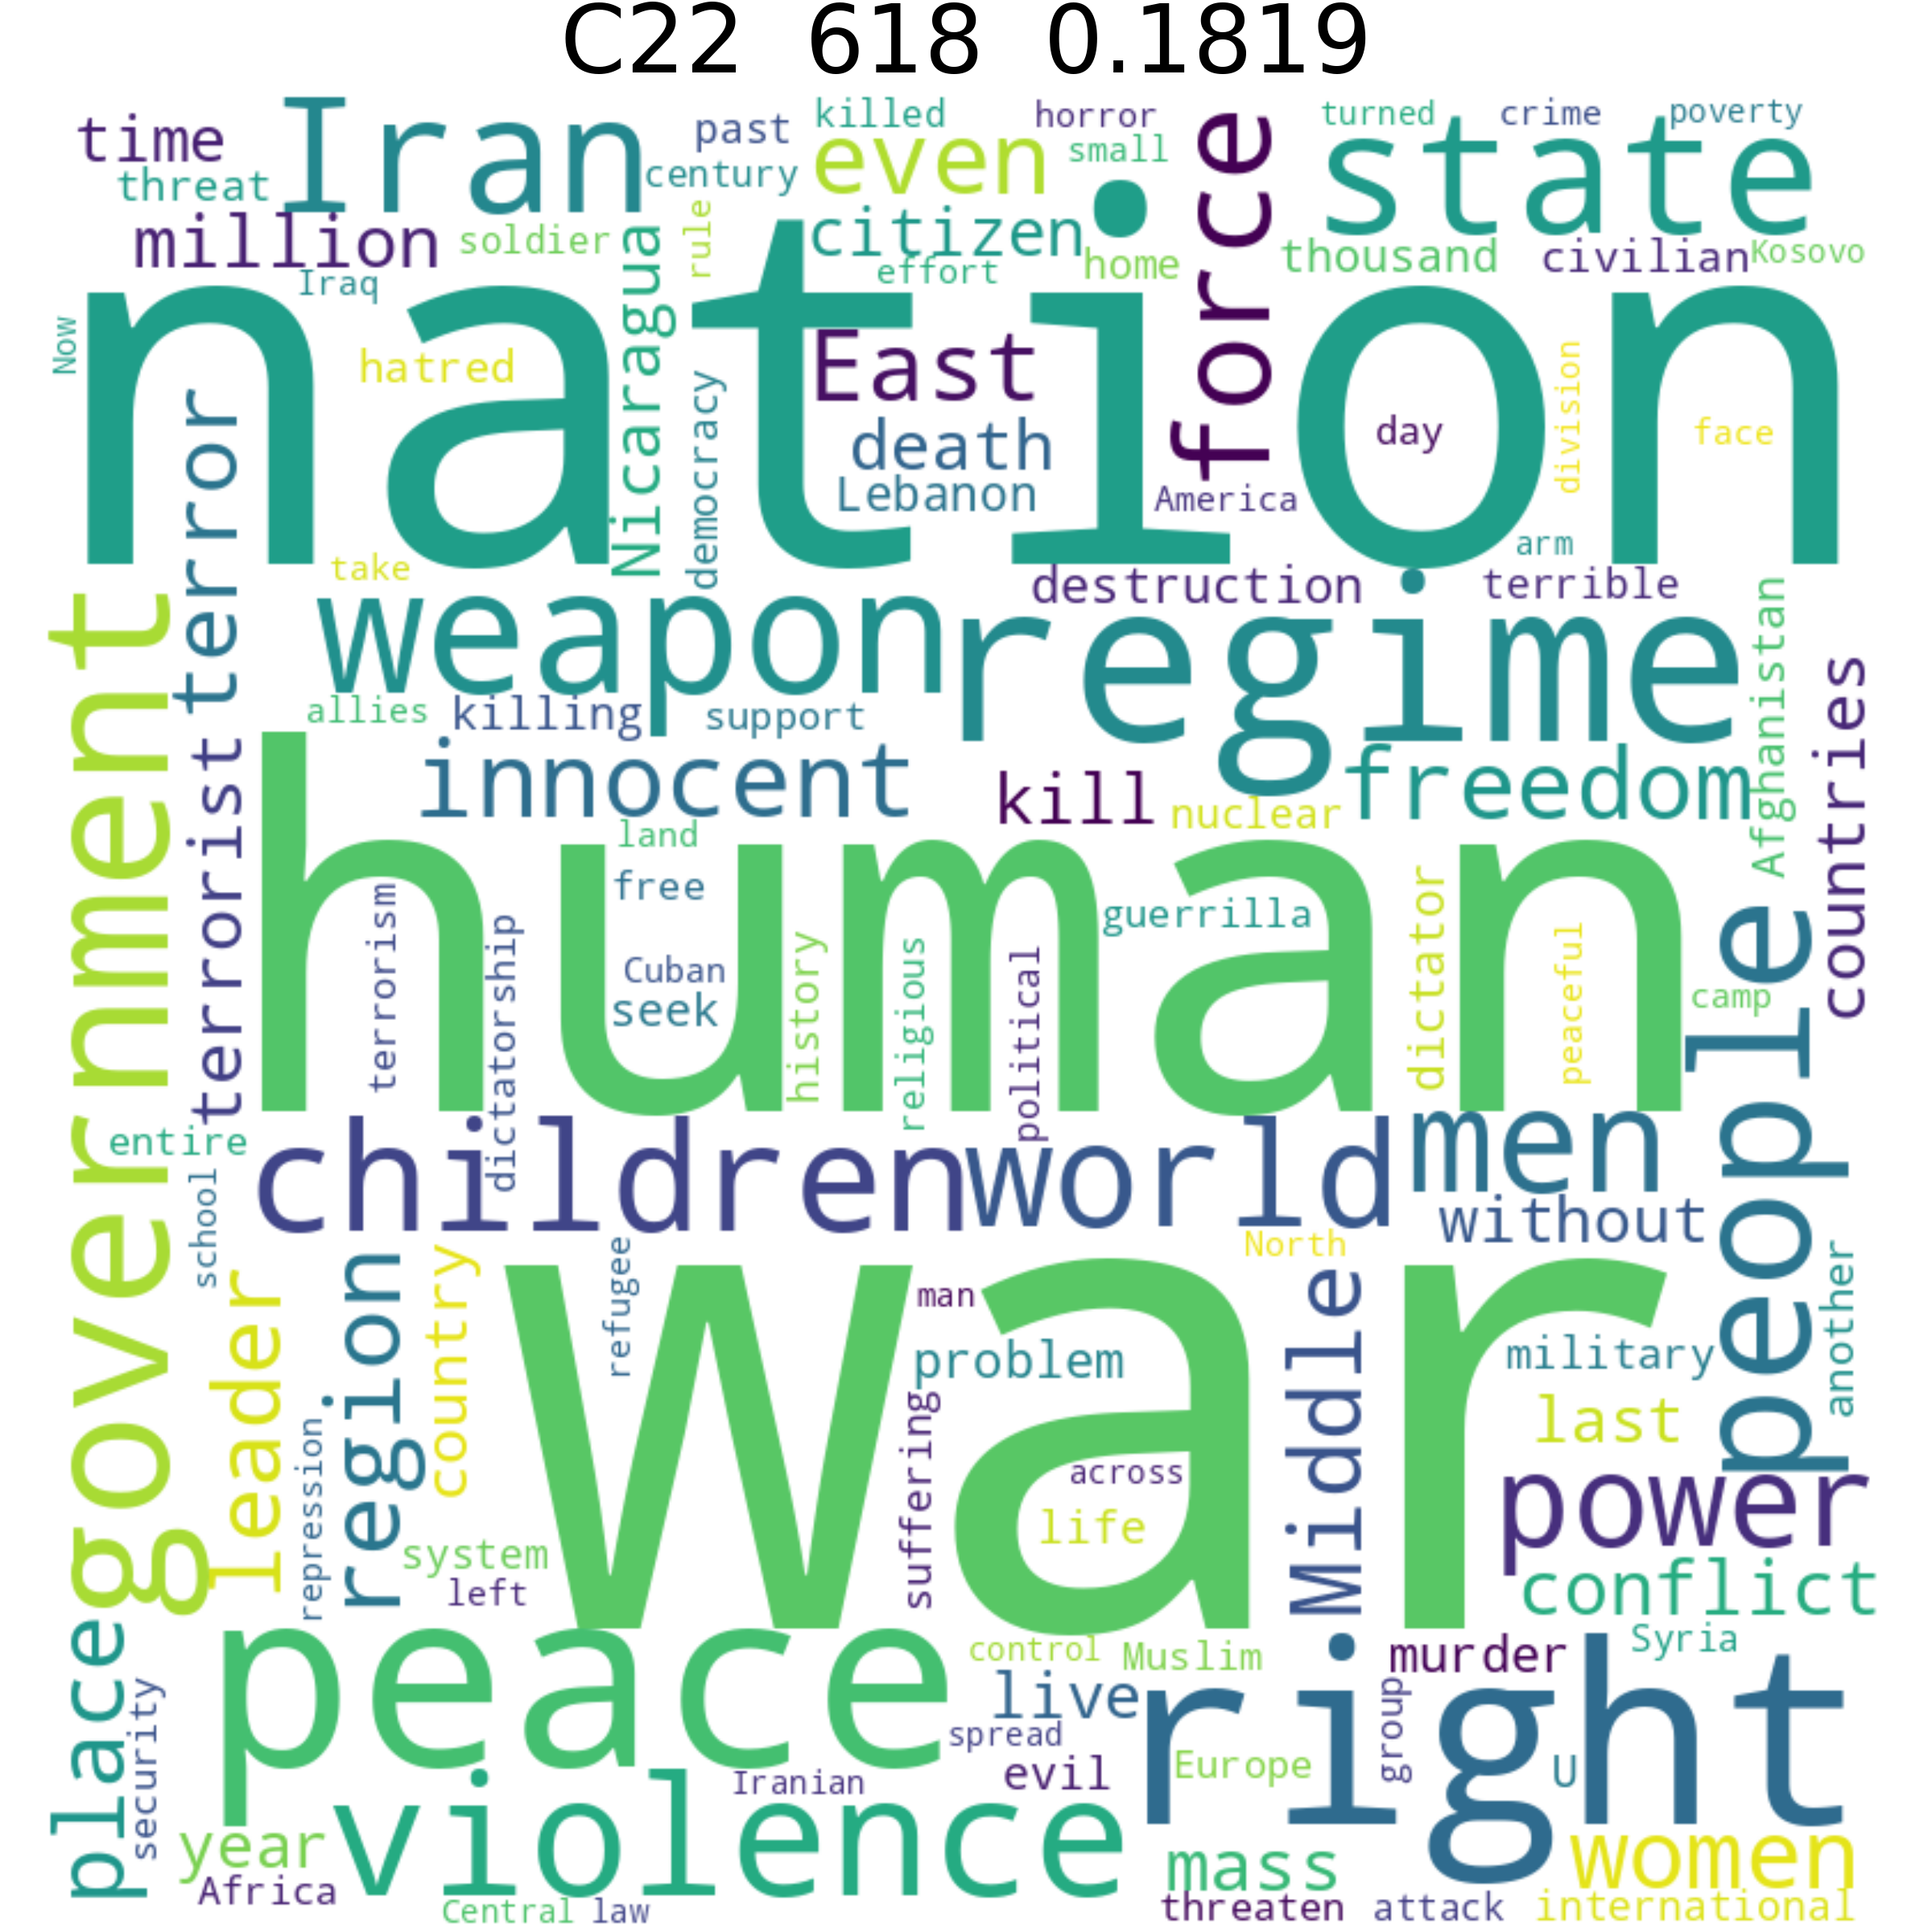 C22 618 0.1819
time
Iran
past
killed
horror
force
turned
crime
poverty
threat
century
even
small
state
million
soldier
rule
citizen
Iraq
Nicaragua
effort
home
thousand
civilian
Kosovo
nation
Now
hatred
East
day
division
face
terror
democracy
death
Lebanon
America
take
arm
destruction
terrible
government
weapon
regime
Afghanistan
countries
allies
killing
support
innocent
kill
nuclear
freedom
terrorist
human
land
free
guerrilla
terrorism
dictatorship
Cuban
seek
history
religious
political
dictator
peaceful
camp
people
entire
children
world
men
school
without
North
leader
region
country
refugee
war
man
Middle
another
problem
military
repression
suffering
across
life
last
power
system
left
conflict
place
peace
control
Muslim
murder
Syria
security
live
right
spread
group
Iranian
evil
Europe
U
violence
year
mass
women
Africa
Central
law
threaten
attack
international